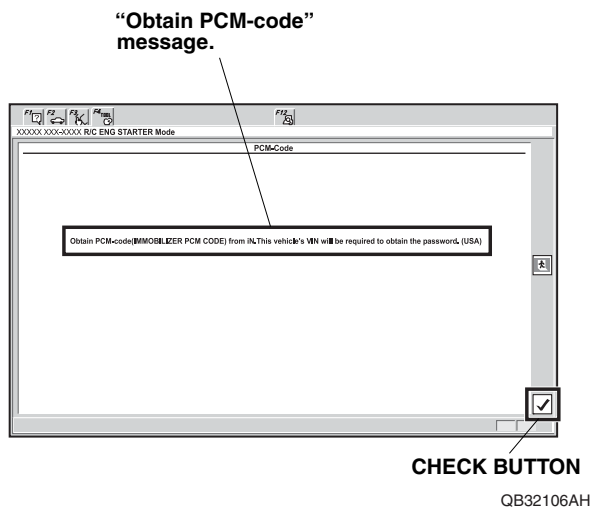 “Obtain PCM-code”
message.
F1 F2 F3 F4 TOOL F12
XXXXX XXX-XXXX R/C ENG STARTER Mode
PCM-Code
Obtain PCM-code(IMMOBILIZER PCM CODE) from iN.This vehicle's VIN will be required to obtain the password. (USA)
CHECK BUTTON
QB32106AH